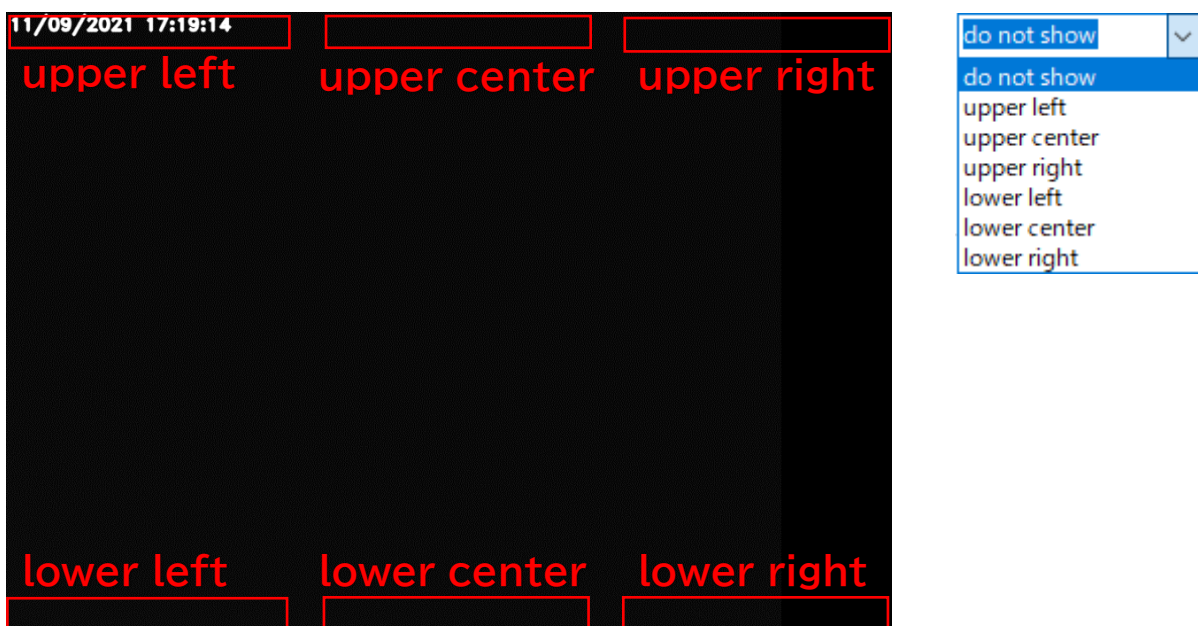 11/09/2021 17:19:14
upper left
upper center
upper right
lower left
lower center
lower right
do not show
do not show
upper left
upper center
upper right
lower left
lower center
lower right